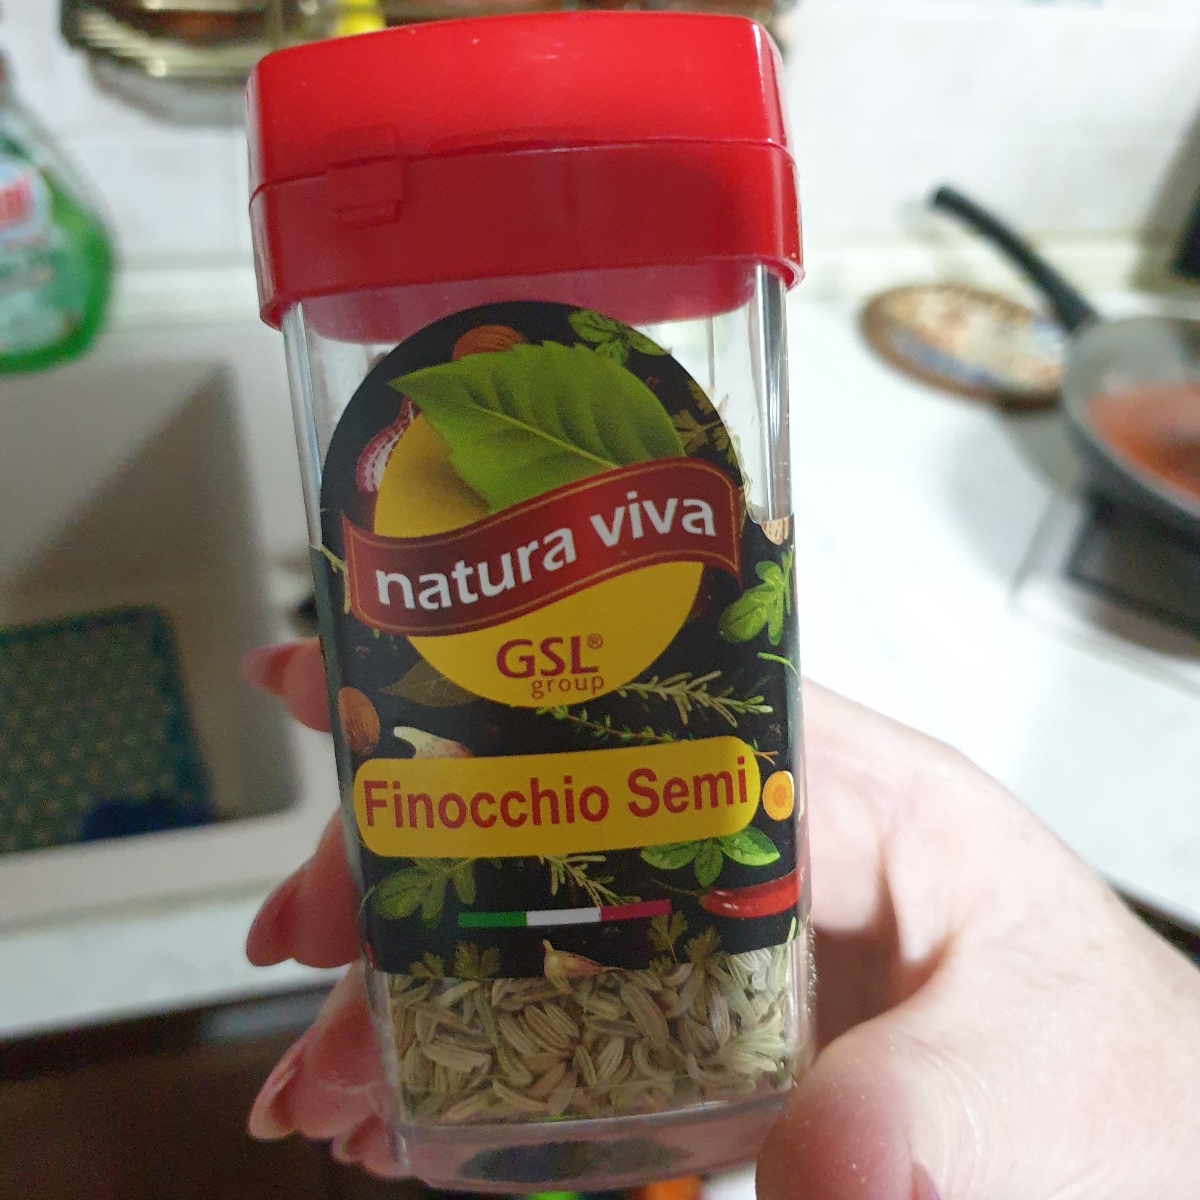 natura viva
GSL®
group
Finocchio Semi